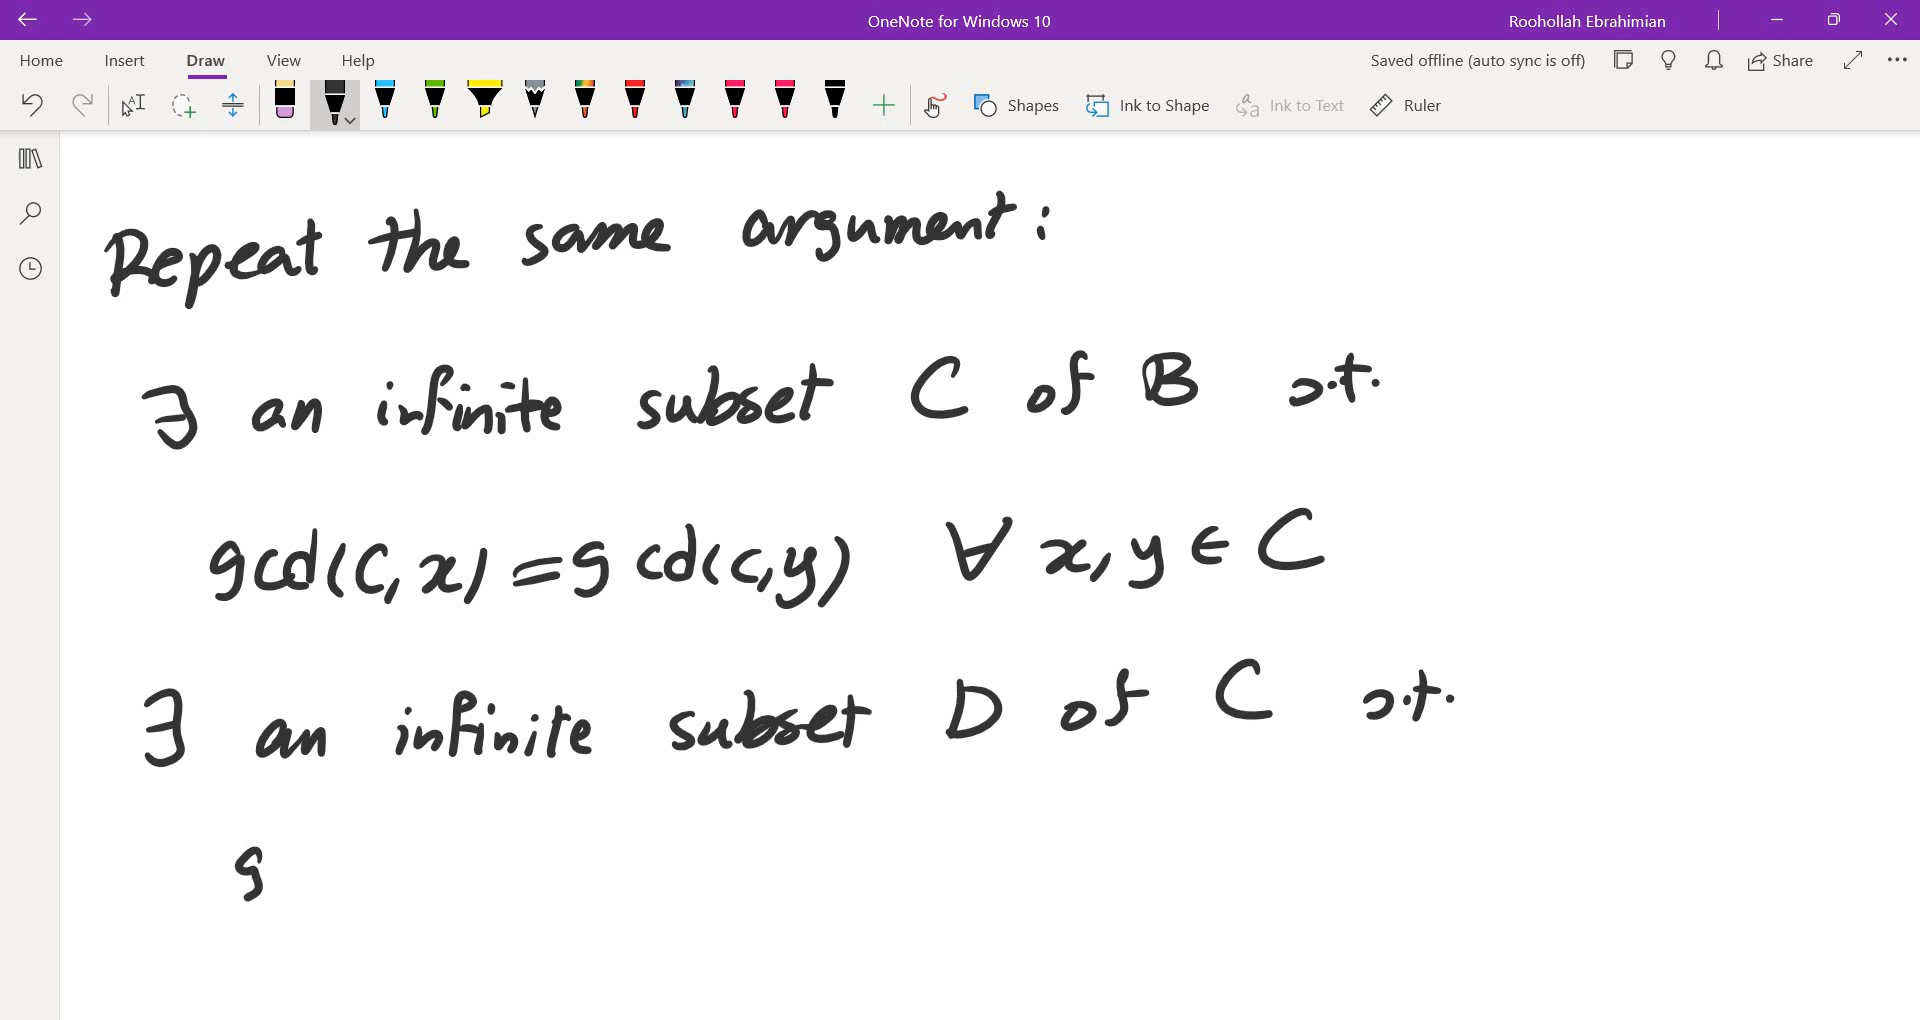 OneNote for Windows 10
Roohollah Ebrahimian
Home Insert Draw View Help
Saved offline (auto sync is off) Share
Shapes Ink to Shape Ink to Text Ruler
Repeat the same argument:
∃ an infinite subset C of B s.t.
gcd(c, x) = gcd(c, y) ∀ x, y ∈ C
∃ an infinite subset D of C s.t.
g